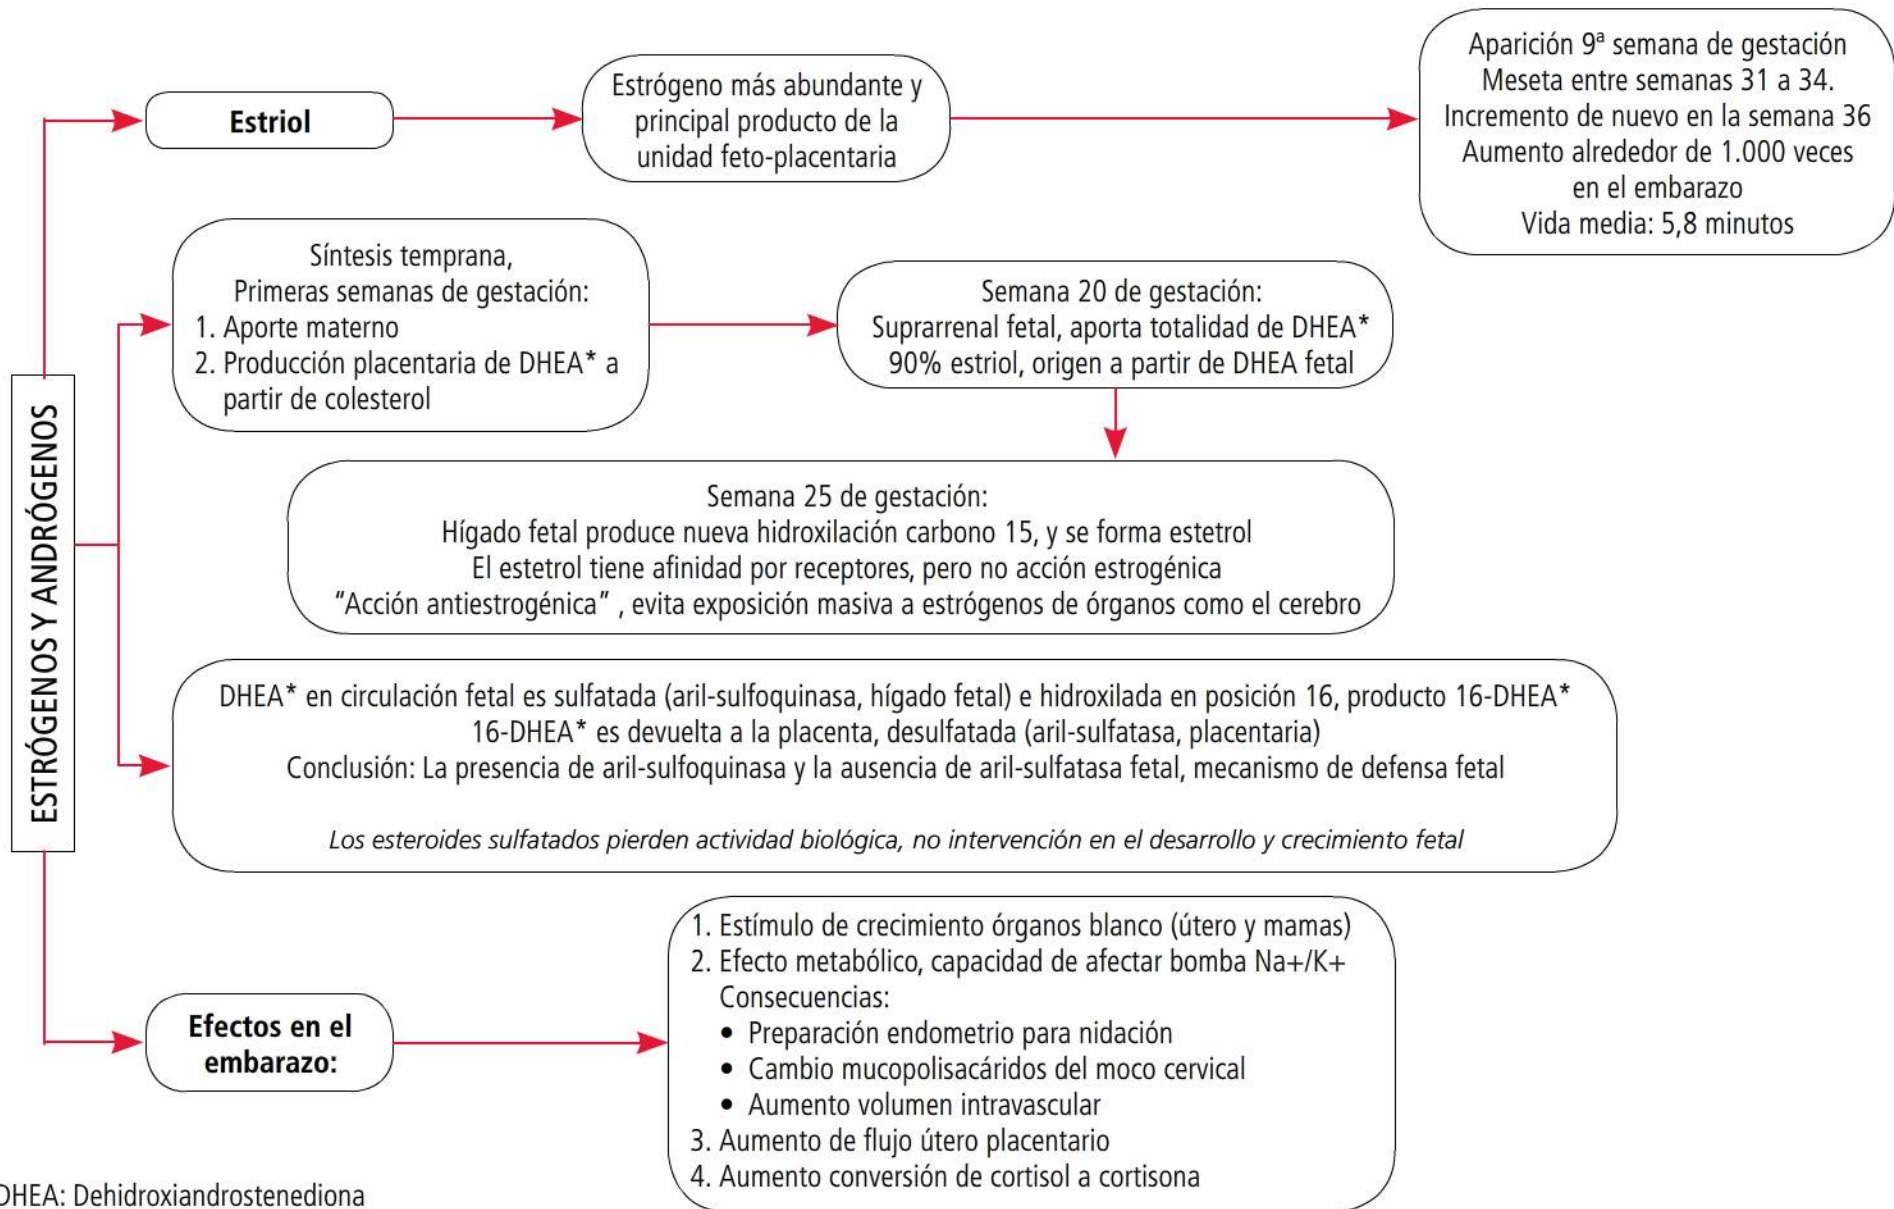 ESTRÓGENOS Y ANDRÓGENOS
Estriol
Estrógeno más abundante y
principal producto de la
unidad feto-placentaria
Aparición 9ª semana de gestación
Meseta entre semanas 31 a 34.
Incremento de nuevo en la semana 36
Aumento alrededor de 1.000 veces
en el embarazo
Vida media: 5,8 minutos
Síntesis temprana,
Primeras semanas de gestación:
1. Aporte materno
2. Producción placentaria de DHEA* a
partir de colesterol
Semana 20 de gestación:
Suprarrenal fetal, aporta totalidad de DHEA*
90% estriol, origen a partir de DHEA fetal
Semana 25 de gestación:
Hígado fetal produce nueva hidroxilación carbono 15, y se forma estetrol
El estetrol tiene afinidad por receptores, pero no acción estrogénica
“Acción antiestrogénica” , evita exposición masiva a estrógenos de órganos como el cerebro
DHEA* en circulación fetal es sulfatada (aril-sulfoquinasa, hígado fetal) e hidroxilada en posición 16, producto 16-DHEA*
16-DHEA* es devuelta a la placenta, desulfatada (aril-sulfatasa, placentaria)
Conclusión: La presencia de aril-sulfoquinasa y la ausencia de aril-sulfatasa fetal, mecanismo de defensa fetal
Los esteroides sulfatados pierden actividad biológica, no intervención en el desarrollo y crecimiento fetal
Efectos en el
embarazo:
1. Estímulo de crecimiento órganos blanco (útero y mamas)
2. Efecto metabólico, capacidad de afectar bomba Na+/K+
Consecuencias:
• Preparación endometrio para nidación
• Cambio mucopolisacáridos del moco cervical
• Aumento volumen intravascular
3. Aumento de flujo útero placentario
4. Aumento conversión de cortisol a cortisona
DHEA: Dehidroxiandrostenediona